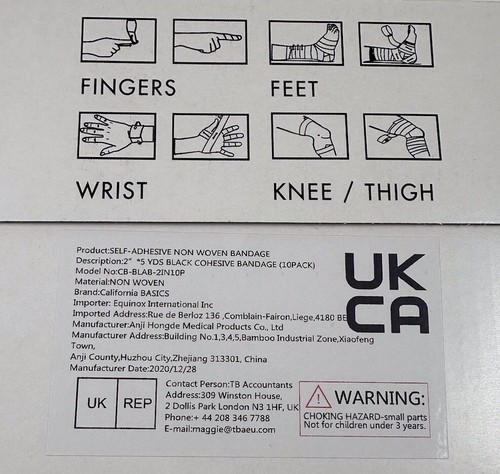 FINGERS FEET
WRIST KNEE / THIGH
Product:SELF-ADHESIVE NON WOVEN BANDAGE
Description:2" *5 YDS BLACK COHESIVE BANDAGE (10PACK)
Model No:CB-BLAB-2IN10P
Material:NON WOVEN
Brand:California BASICS
Importer: Equinox International Inc
Imported Address:Rue de Berloz 136 ,Comblain-Fairon,Liege,4180 BE
Manufacturer:Anji Hongde Medical Products Co., Ltd
Manufacturer Address:Building No.1,3,4,5,Bamboo Industrial Zone,Xiaofeng
Town,
Anji County,Huzhou City,Zhejiang 313301, China
Manufacturer Date:2020/12/28
UK
CA
UK REP
Contact Person:TB Accountants
Address:309 Winston House,
2 Dollis Park London N3 1HF, UK
Phone:+ 44 208 346 7788
E-mail:maggie@tbaeu.com
WARNING:
CHOKING HAZARD-small parts
Not for children under 3 years.